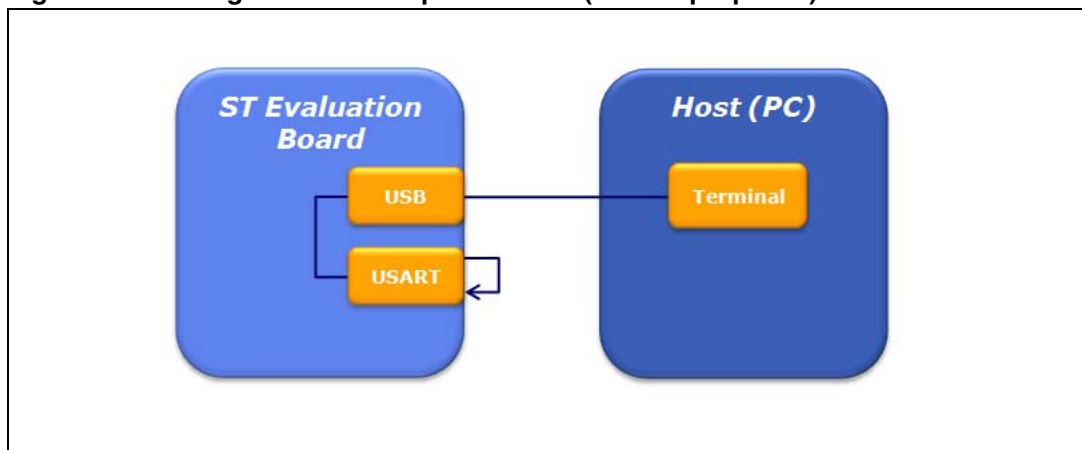 ST Evaluation
Board
Host (PC)
USB
Terminal
USART